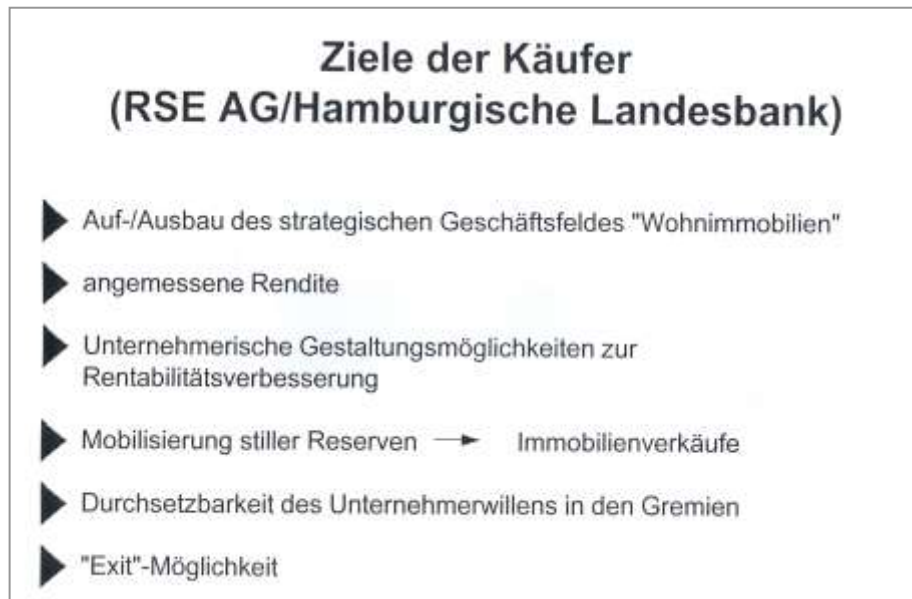 Ziele der Käufer
(RSE AG/Hamburgische Landesbank)
Auf-/Ausbau des strategischen Geschäftsfeldes "Wohnimmobilien"
angemessene Rendite
Unternehmerische Gestaltungsmöglichkeiten zur
Rentabilitätsverbesserung
Mobilisierung stiller Reserven → Immobilienverkäufe
Durchsetzbarkeit des Unternehmerwillens in den Gremien
"Exit"-Möglichkeit